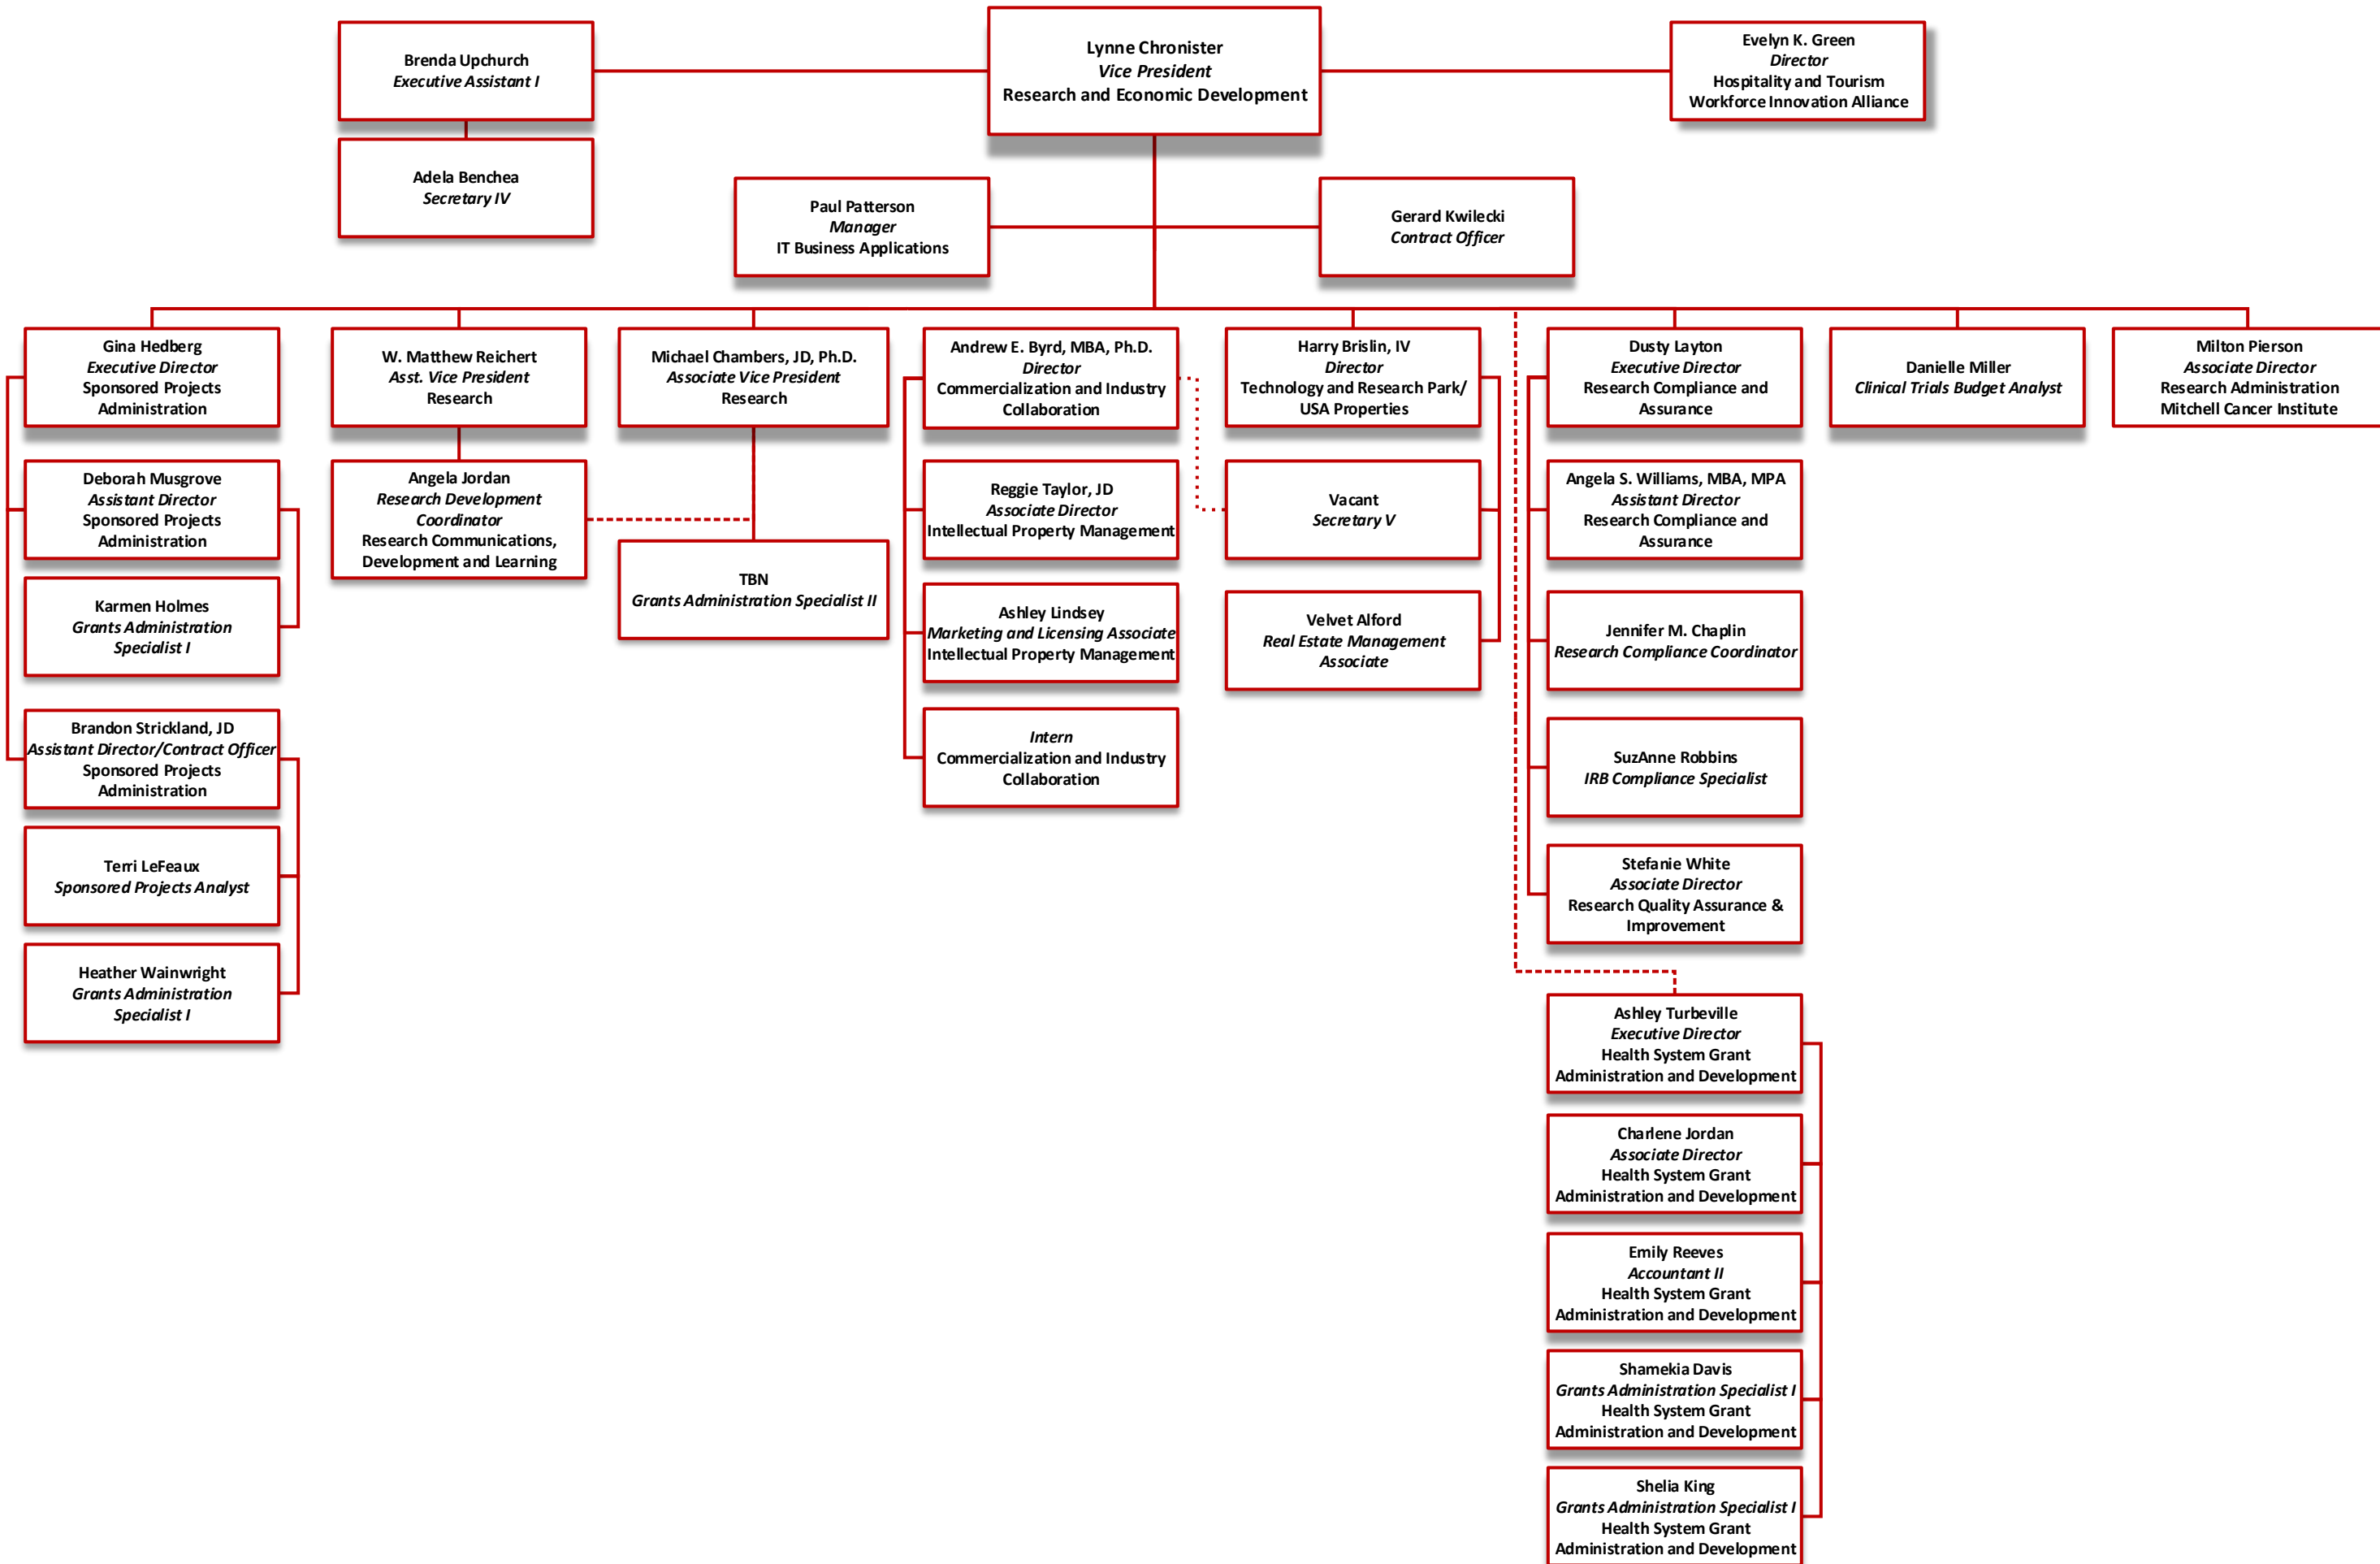 Brenda Upchurch
Executive Assistant I
Lynne Chronister
Vice President
Research and Economic Development
Evelyn K. Green
Director
Hospitality and Tourism
Workforce Innovation Alliance
Adela Benchea
Secretary IV
Paul Patterson
Manager
IT Business Applications
Gerard Kwilecki
Contract Officer
Gina Hedberg
Executive Director
Sponsored Projects
Administration
W. Matthew Reichert
Asst. Vice President
Research
Michael Chambers, JD, Ph.D.
Associate Vice President
Research
Andrew E. Byrd, MBA, Ph.D.
Director
Commercialization and Industry
Collaboration
Harry Brislin, IV
Director
Technology and Research Park/
USA Properties
Dusty Layton
Executive Director
Research Compliance and
Assurance
Danielle Miller
Clinical Trials Budget Analyst
Milton Pierson
Associate Director
Research Administration
Mitchell Cancer Institute
Deborah Musgrove
Assistant Director
Sponsored Projects
Administration
Angela Jordan
Research Development
Coordinator
Research Communications,
Development and Learning
TBN
Grants Administration Specialist II
Reggie Taylor, JD
Associate Director
Intellectual Property Management
Vacant
Secretary V
Angela S. Williams, MBA, MPA
Assistant Director
Research Compliance and
Assurance
Karmen Holmes
Grants Administration
Specialist I
Ashley Lindsey
Marketing and Licensing Associate
Intellectual Property Management
Velvet Alford
Real Estate Management
Associate
Jennifer M. Chaplin
Research Compliance Coordinator
Brandon Strickland, JD
Assistant Director/Contract Officer
Sponsored Projects
Administration
Intern
Commercialization and Industry
Collaboration
SuzAnne Robbins
IRB Compliance Specialist
Terri LeFeaux
Sponsored Projects Analyst
Stefanie White
Associate Director
Research Quality Assurance &
Improvement
Heather Wainwright
Grants Administration
Specialist I
Ashley Turbeville
Executive Director
Health System Grant
Administration and Development
Charlene Jordan
Associate Director
Health System Grant
Administration and Development
Emily Reeves
Accountant II
Health System Grant
Administration and Development
Shamekia Davis
Grants Administration Specialist I
Health System Grant
Administration and Development
Shelia King
Grants Administration Specialist I
Health System Grant
Administration and Development